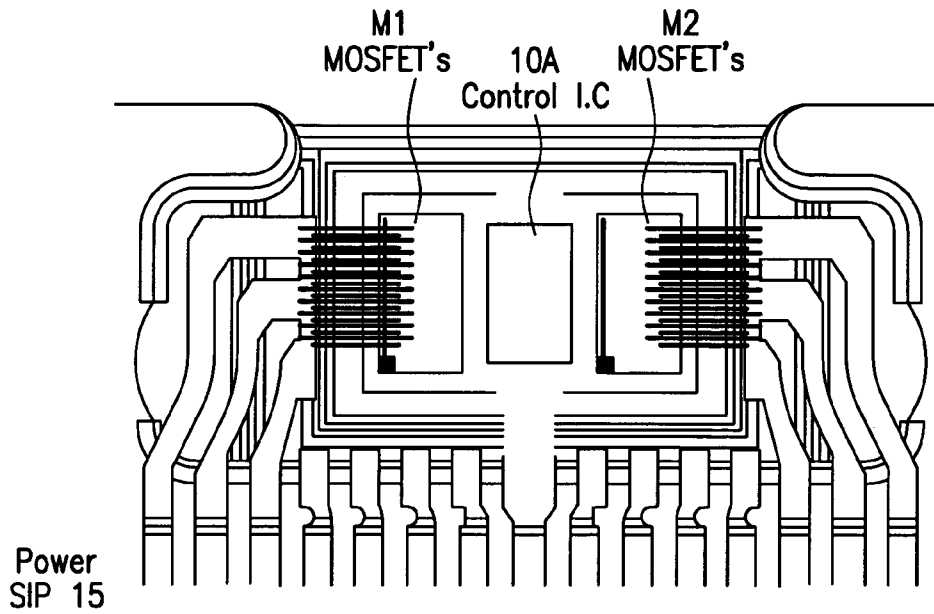 M1
MOSFET's
10A
Control I.C
M2
MOSFET's
Power
SIP 15